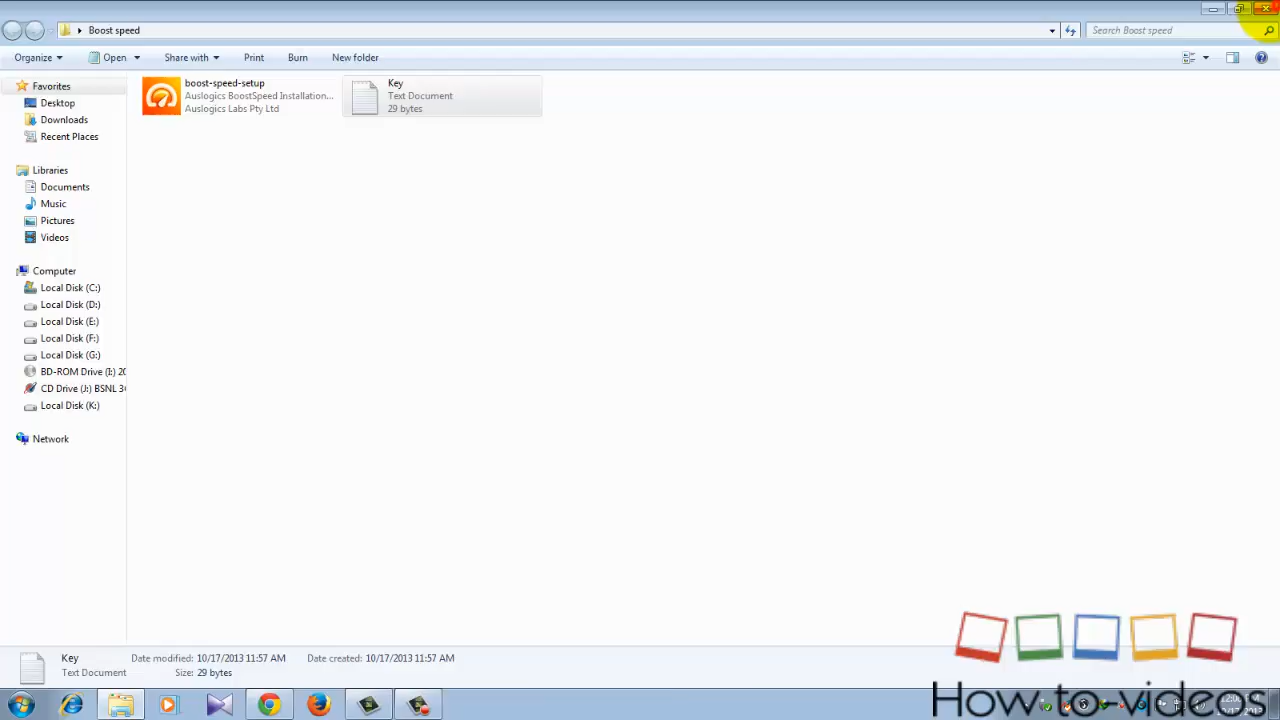 Boost speed
Search Boost speed
Organize
Open
Share with
Print
Burn
New folder
Favorites
Desktop
Downloads
Recent Places
Libraries
Documents
Music
Pictures
Videos
Computer
Local Disk (C:)
Local Disk (D:)
Local Disk (E:)
Local Disk (F:)
Local Disk (G:)
BD-ROM Drive (I:) 20
CD Drive (J:) BSNL 3G
Local Disk (K:)
Network
boost-speed-setup
Auslogics BoostSpeed Installation...
Auslogics Labs Pty Ltd
Key
Text Document
29 bytes
Key
Date modified: 10/17/2013 11:57 AM
Date created: 10/17/2013 11:57 AM
Text Document
Size: 29 bytes
How-to-videos